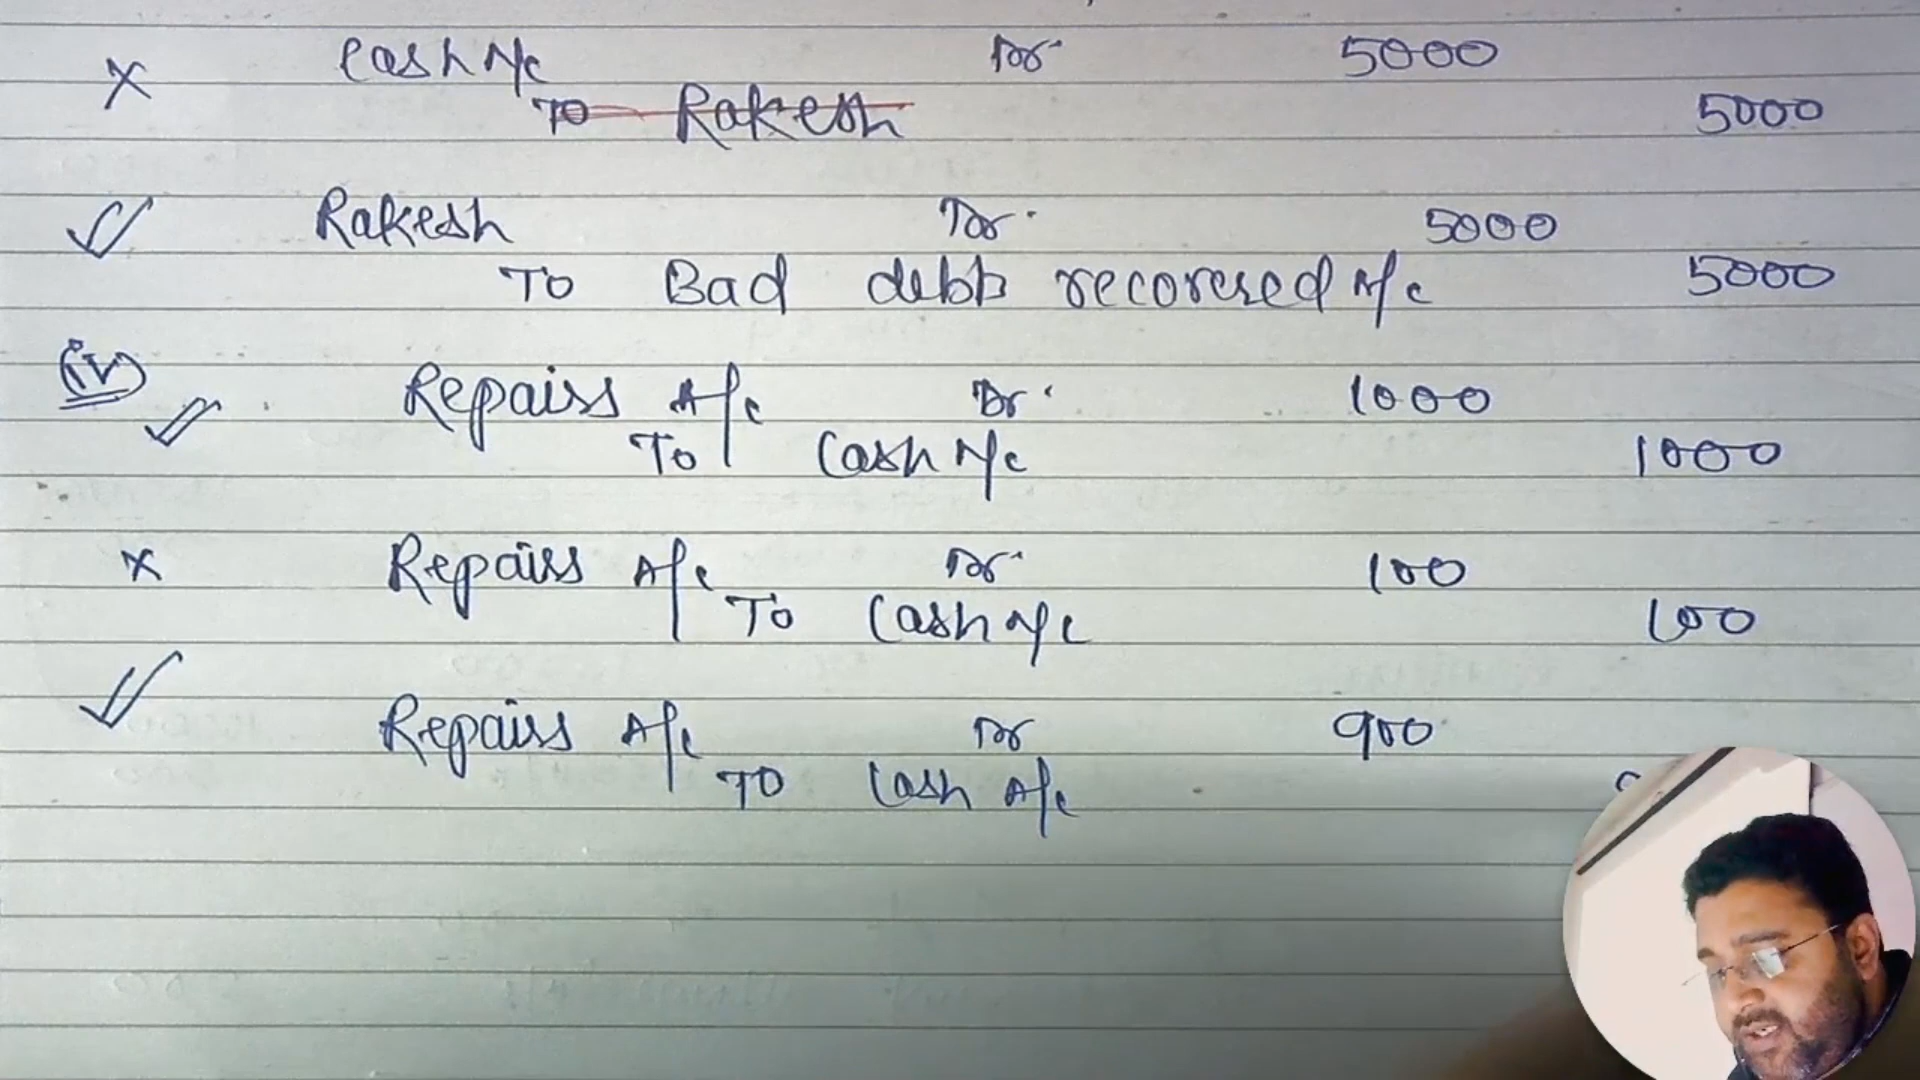 X Cash A/c Dr 5000
To Rakesh 5000
Rakesh Dr. 5000
To Bad debts recovered A/c 5000
(iv) Repairs A/c Dr. 1000
To Cash A/c 1000
X Repairs A/c Dr. 100
To Cash A/c 100
Repairs A/c Dr 900
To Cash A/c